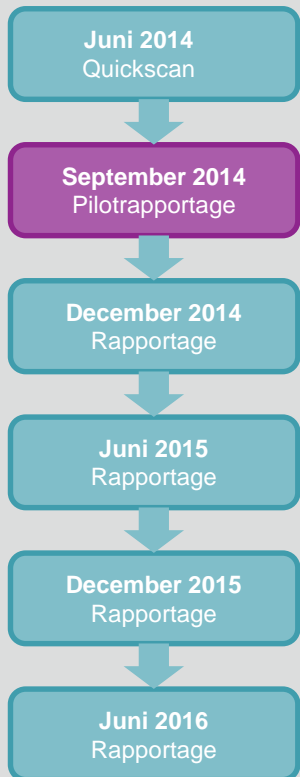 Juni 2014
Quickscan
September 2014
Pilotrapportage
December 2014
Rapportage
Juni 2015
Rapportage
December 2015
Rapportage
Juni 2016
Rapportage